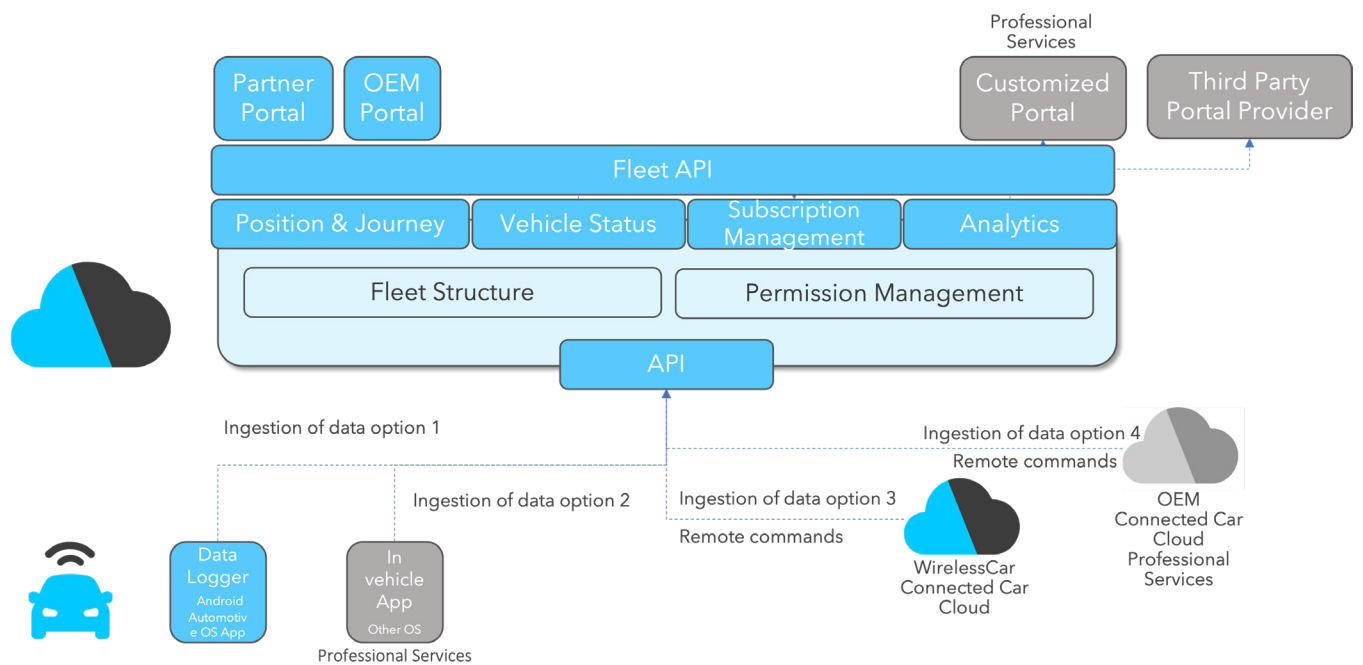 Professional
Services
Partner
Portal
OEM
Portal
Customized
Portal
Third Party
Portal Provider
Fleet API
Position & Journey
Vehicle Status
Subscription
Management
Analytics
Fleet Structure
Permission Management
API
Ingestion of data option 1
Ingestion of data option 4
Remote commands
Ingestion of data option 2
Ingestion of data option 3
Remote commands
OEM
Connected Car
Cloud
Professional
Services
Data
Logger
Android
Automotiv
e OS App
In
vehicle
App
Other OS
Professional Services
WirelessCar
Connected Car
Cloud